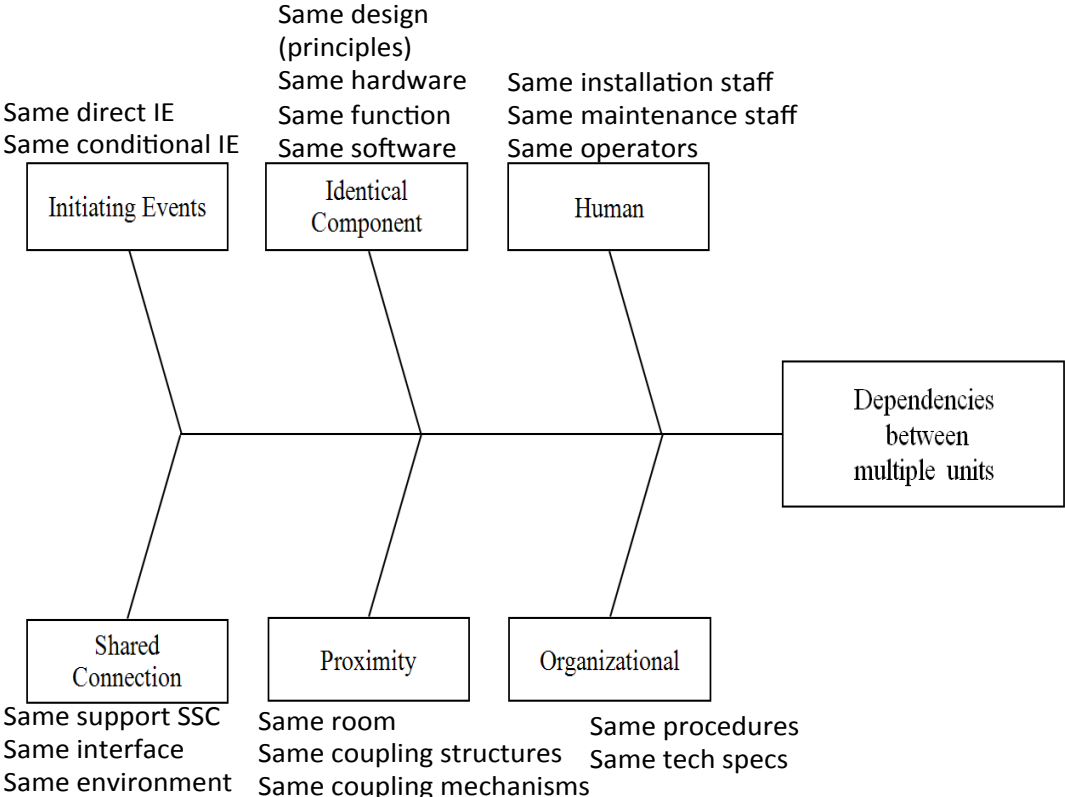 Same design
(principles)
Same hardware
Same function
Same software
Same installation staff
Same maintenance staff
Same operators
Same direct IE
Same conditional IE
Initiating Events
Identical
Component
Human
Dependencies
between
multiple units
Shared
Connection
Proximity
Organizational
Same support SSC
Same interface
Same environment
Same room
Same coupling structures
Same coupling mechanisms
Same procedures
Same tech specs